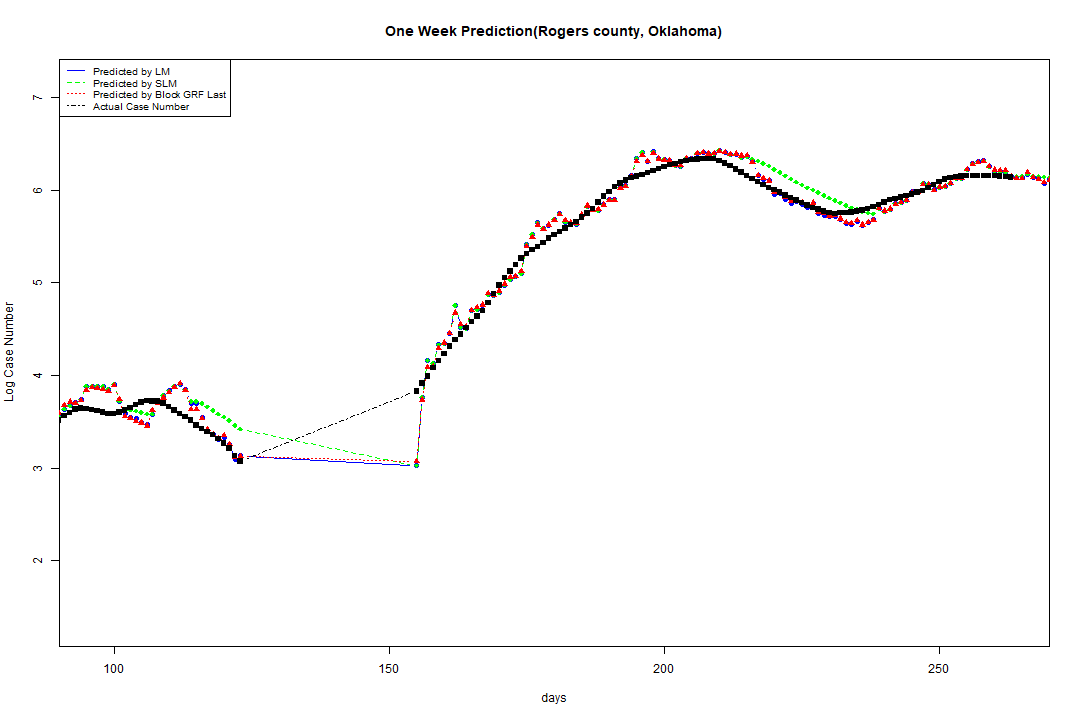 One Week Prediction(Rogers county, Oklahoma)
Predicted by LM
Predicted by SLM
Predicted by Block GRF Last
Actual Case Number
7
6
5
4
3
2
Log Case Number
100 150 200 250
days